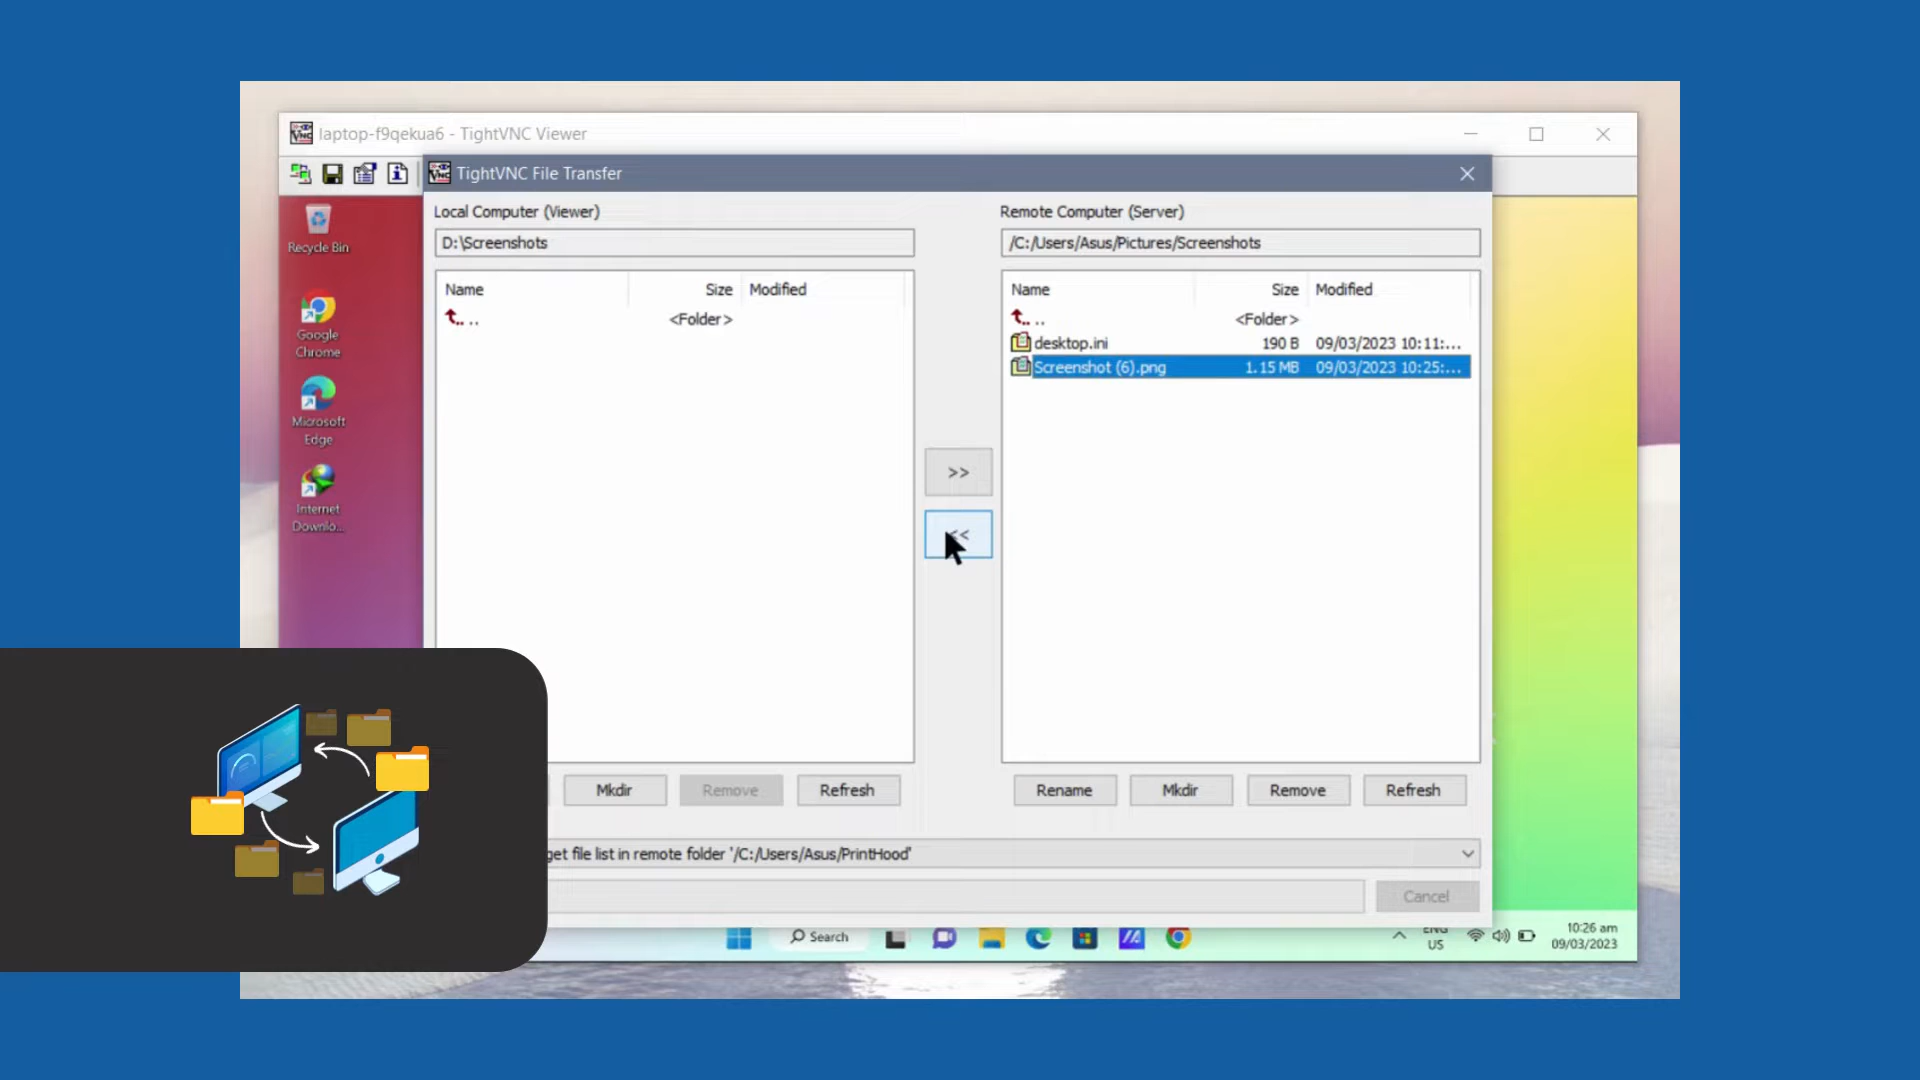 laptop-f9qekua6 - TightVNC Viewer
TightVNC File Transfer
Local Computer (Viewer)
Remote Computer (Server)
D:\Screenshots
/C:/Users/Asus/Pictures/Screenshots
Name Size Modified
.. <Folder>
Name Size Modified
.. <Folder>
desktop.ini 190 B 09/03/2023 10:11:...
Screenshot (6).png 1.15 MB 09/03/2023 10:25:...
>>
<<
Recycle Bin
Google
Chrome
Microsoft
Edge
Internet
Downlo...
Mkdir Remove Refresh
Rename Mkdir Remove Refresh
get file list in remote folder '/C:/Users/Asus/PrintHood'
Cancel
Search
ENG
US
10:26 am
09/03/2023